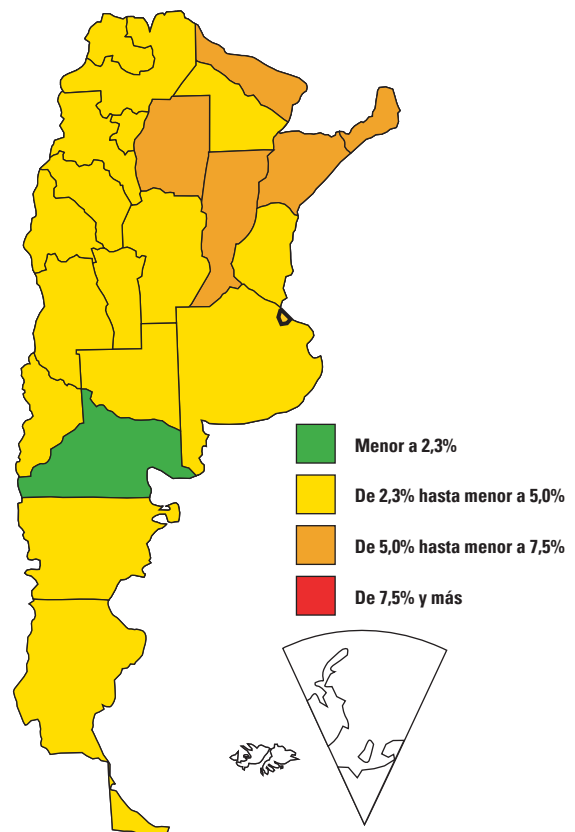 Menor a 2,3%
De 2,3% hasta menor a 5,0%
De 5,0% hasta menor a 7,5%
De 7,5% y más